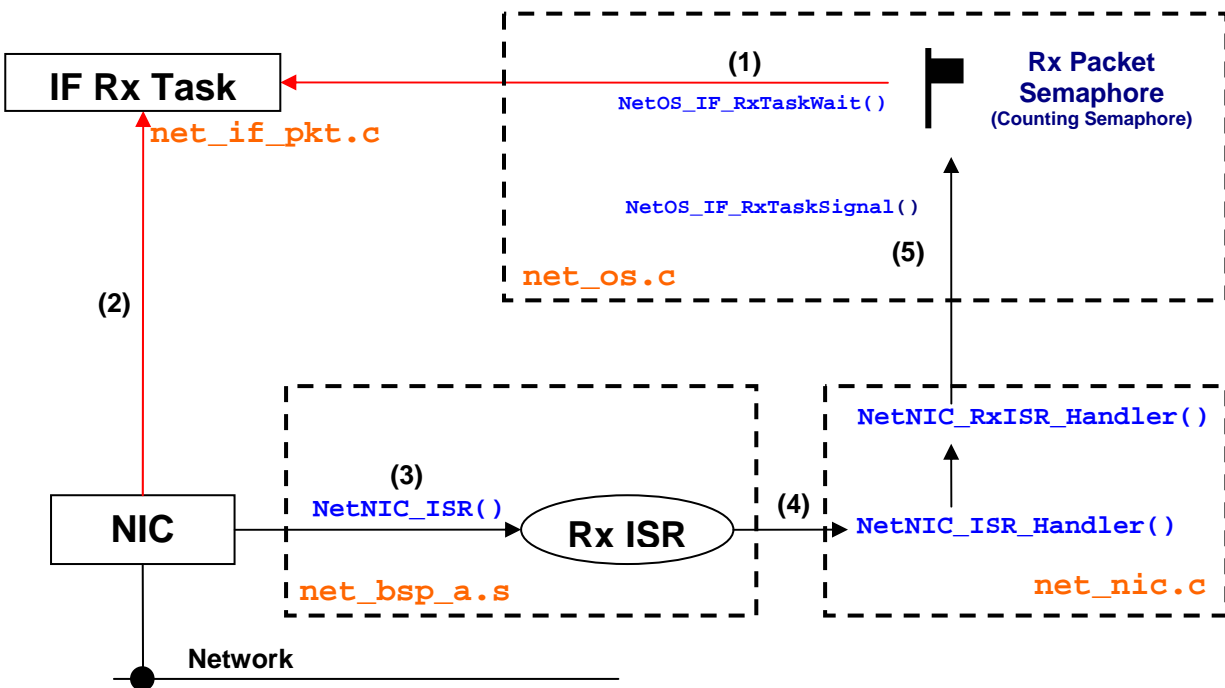 (1)
Rx Packet
Semaphore
(Counting Semaphore)
IF Rx Task
NetOS_IF_RxTaskWait()
net_if_pkt.c
NetOS_IF_RxTaskSignal()
(5)
net_os.c
(2)
NetNIC_RxISR_Handler()
(3)
NetNIC_ISR()
(4)
NIC
Rx ISR
NetNIC_ISR_Handler()
net_bsp_a.s
net_nic.c
Network